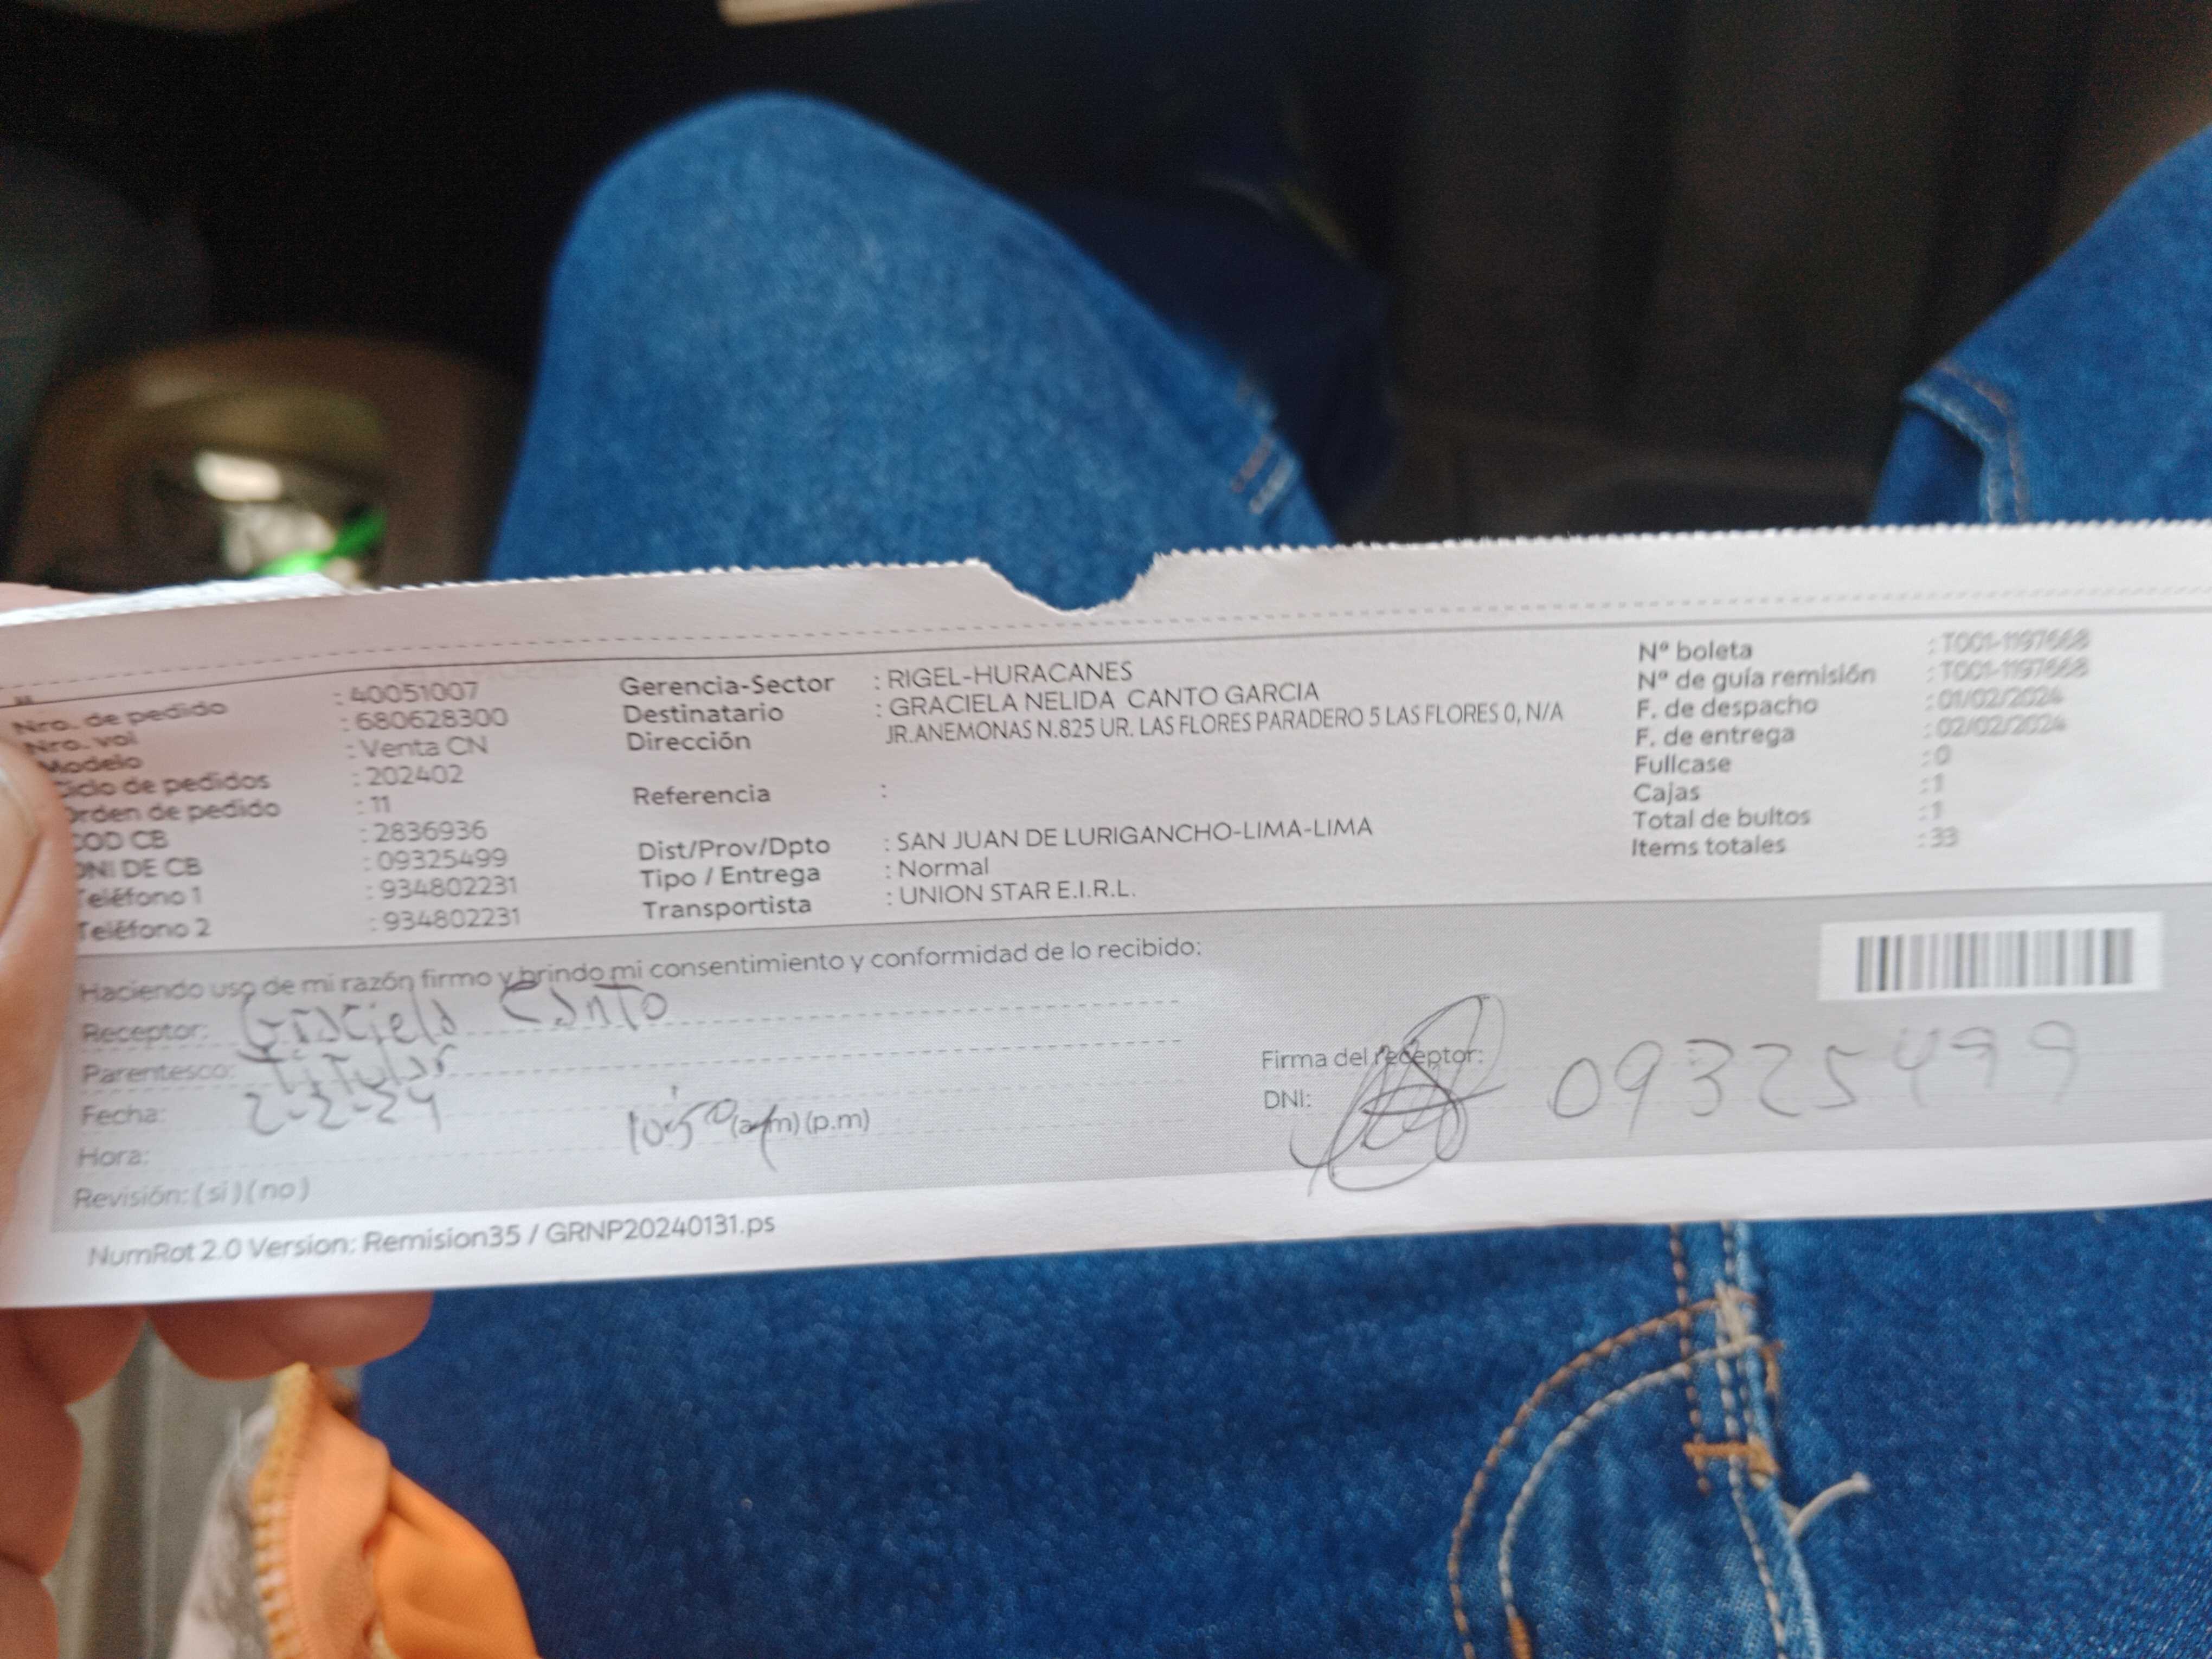 Nro. de pedido : 40051007
Nro. vol : 680628300
Modelo : Venta CN
Ciclo de pedidos : 202402
Orden de pedido : 11
COD CB : 2836936
DNI DE CB : 09325499
Teléfono 1 : 934802231
Teléfono 2 : 934802231
Gerencia-Sector : RIGEL-HURACANES
Destinatario : GRACIELA NELIDA CANTO GARCIA
Dirección JR.ANEMONAS N.825 UR. LAS FLORES PARADERO 5 LAS FLORES 0, N/A
Referencia :
Dist/Prov/Dpto : SAN JUAN DE LURIGANCHO-LIMA-LIMA
Tipo / Entrega : Normal
Transportista : UNION STAR E.I.R.L.
Nº boleta : T001-1197668
Nº de guía remisión : T001-1197668
F. de despacho : 01/02/2024
F. de entrega : 02/02/2024
Fullcase : 0
Cajas : 1
Total de bultos : 1
Items totales : 33
Haciendo uso de mi razón firmo y brindo mi consentimiento y conformidad de lo recibido:
Receptor: Graciela Canto
Parentesco: Titular
Fecha: 2-2-24
Hora: 10:50 (a.m) (p.m)
Revisión: (si) (no)
Firma del receptor:
DNI: 09325499
NumRot 2.0 Version: Remision35 / GRNP20240131.ps